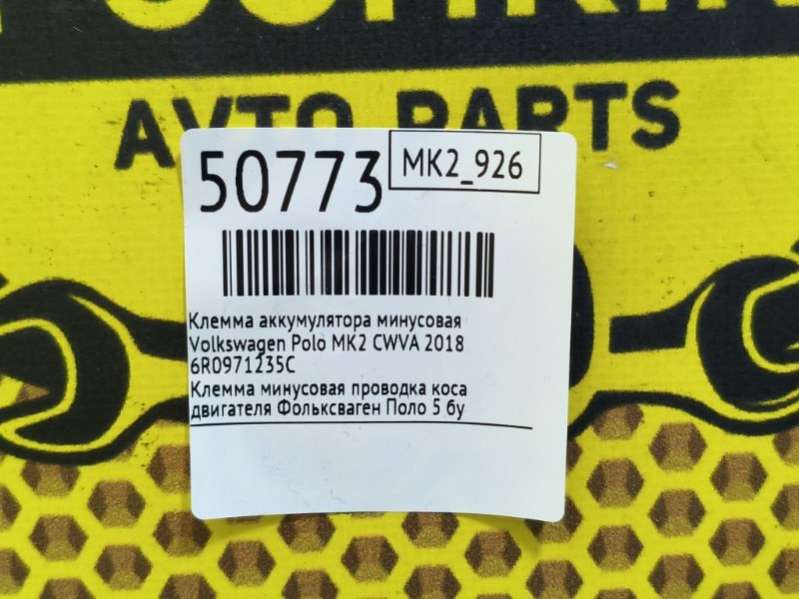 AVTO PARTS
50773
MK2_926
Клемма аккумулятора минусовая
Volkswagen Polo MK2 CWVA 2018
6R0971235C
Клемма минусовая проводка коса
двигателя Фольксваген Поло 5 бу